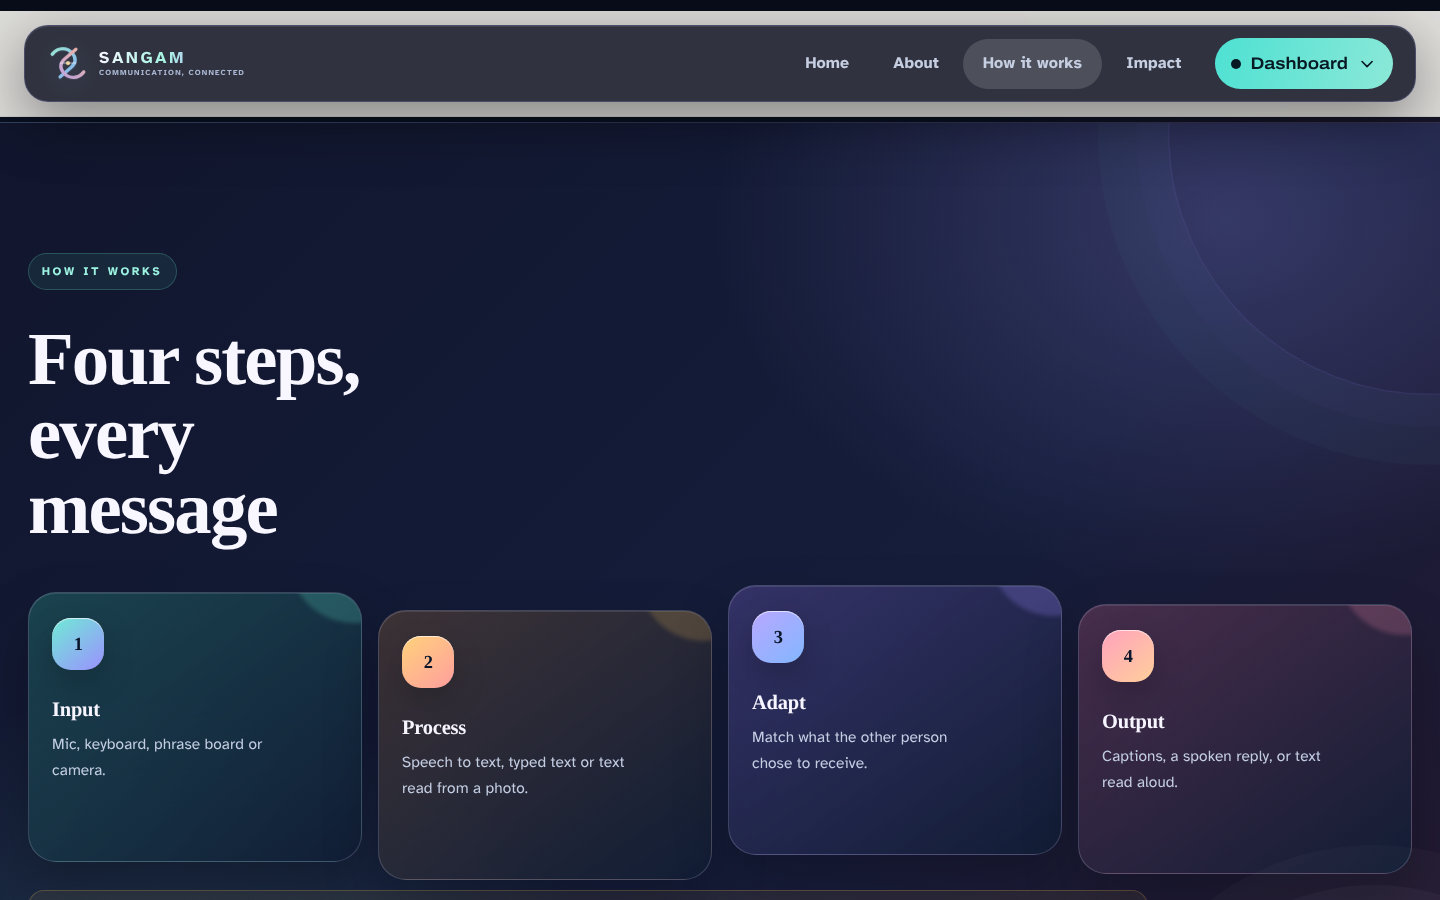 SANGAM
COMMUNICATION, CONNECTED
Home
About
How it works
Impact
Dashboard
HOW IT WORKS
Four steps,
every
message
1
Input
Mic, keyboard, phrase board or
camera.
2
Process
Speech to text, typed text or text
read from a photo.
3
Adapt
Match what the other person
chose to receive.
4
Output
Captions, a spoken reply, or text
read aloud.